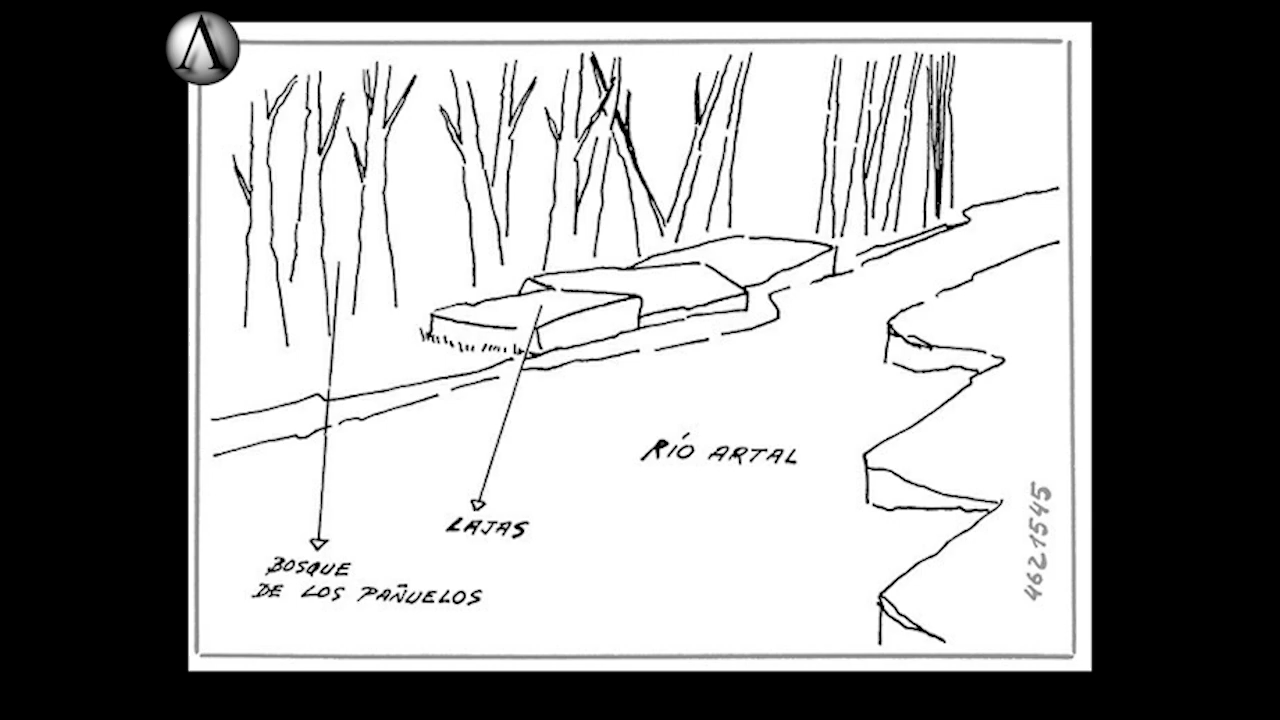 Λ
RÍO ARTAL
LAJAS
BOSQUE
DE LOS PAÑUELOS
4621545